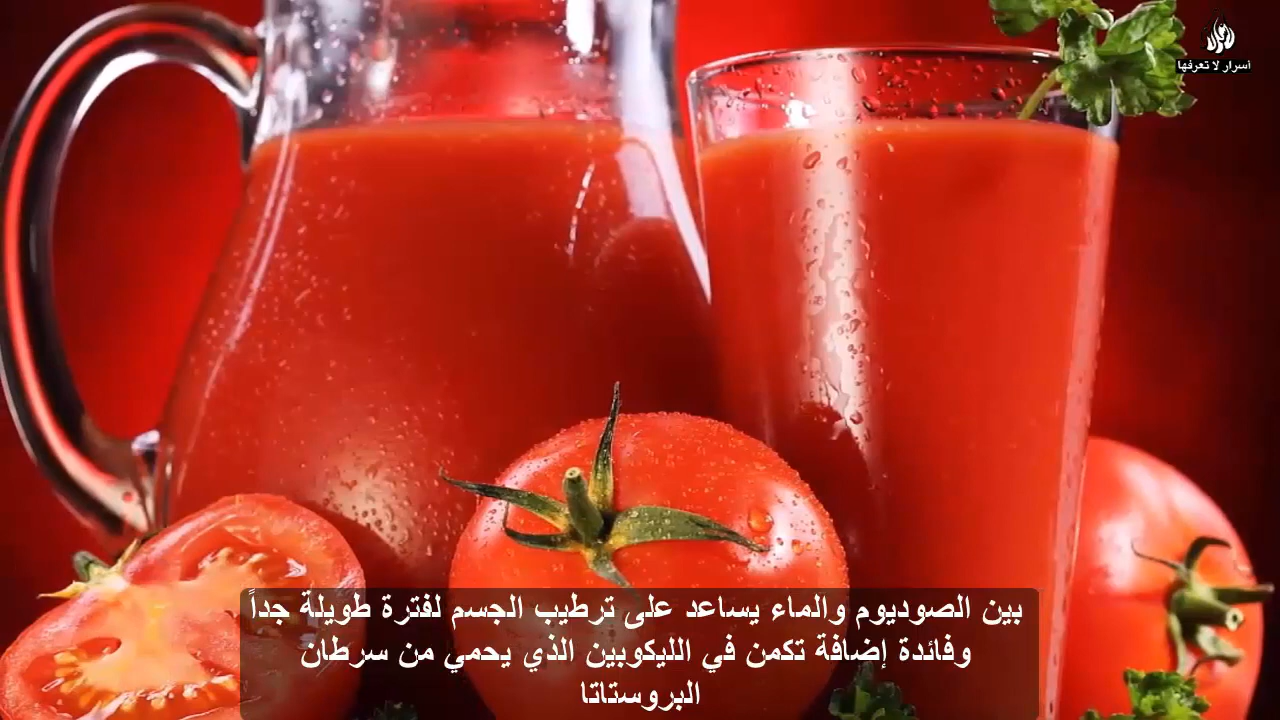 أسرار لا تعرفها
بين الصوديوم والماء يساعد على ترطيب الجسم لفترة طويلة جداً
وفائدة إضافة تكمن في الليكوبين الذي يحمي من سرطان
البروستاتا